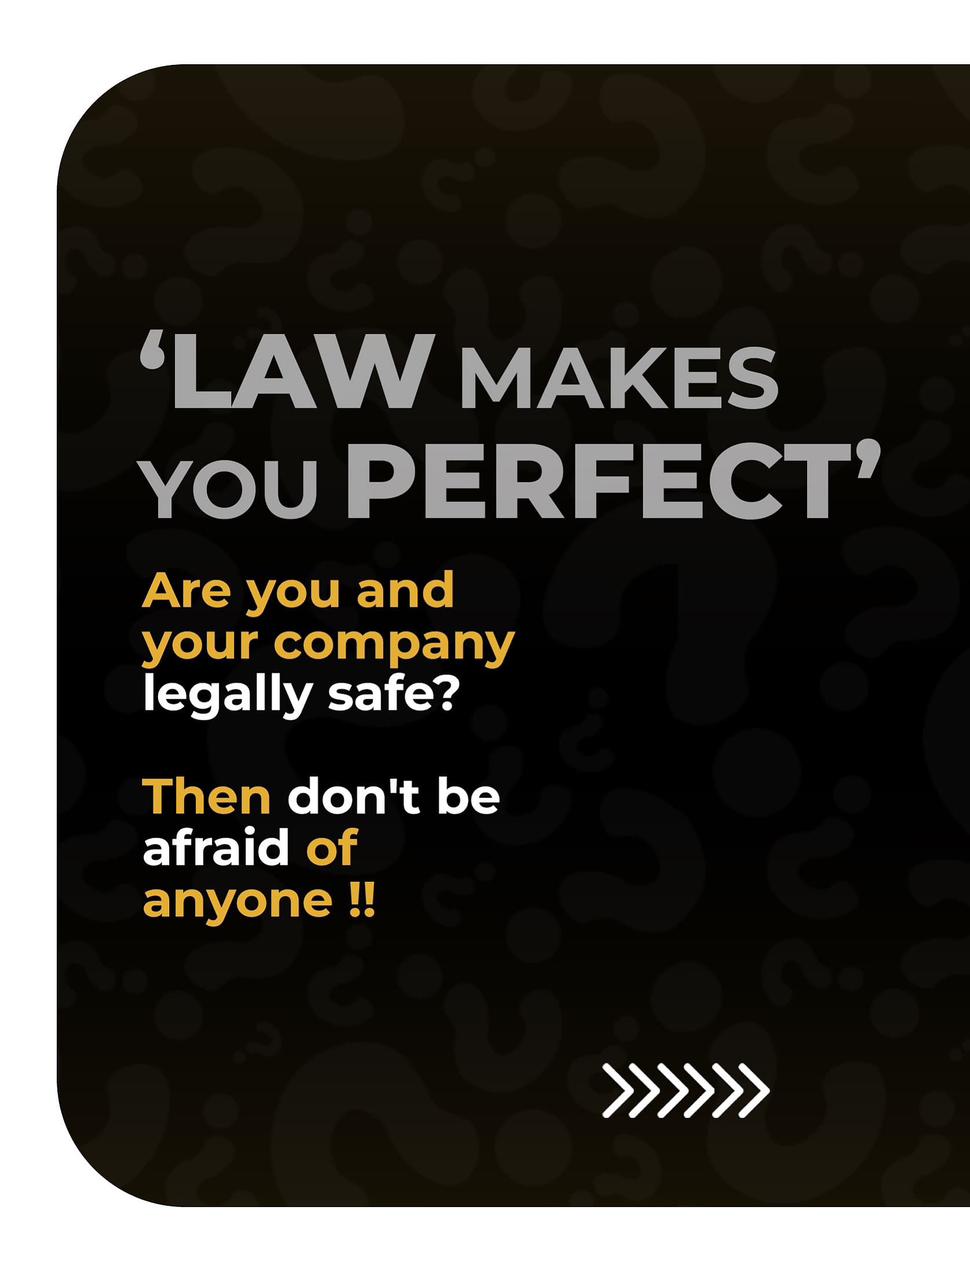 ‘LAW MAKES
YOU PERFECT’
Are you and
your company
legally safe?
Then don't be
afraid of
anyone !!